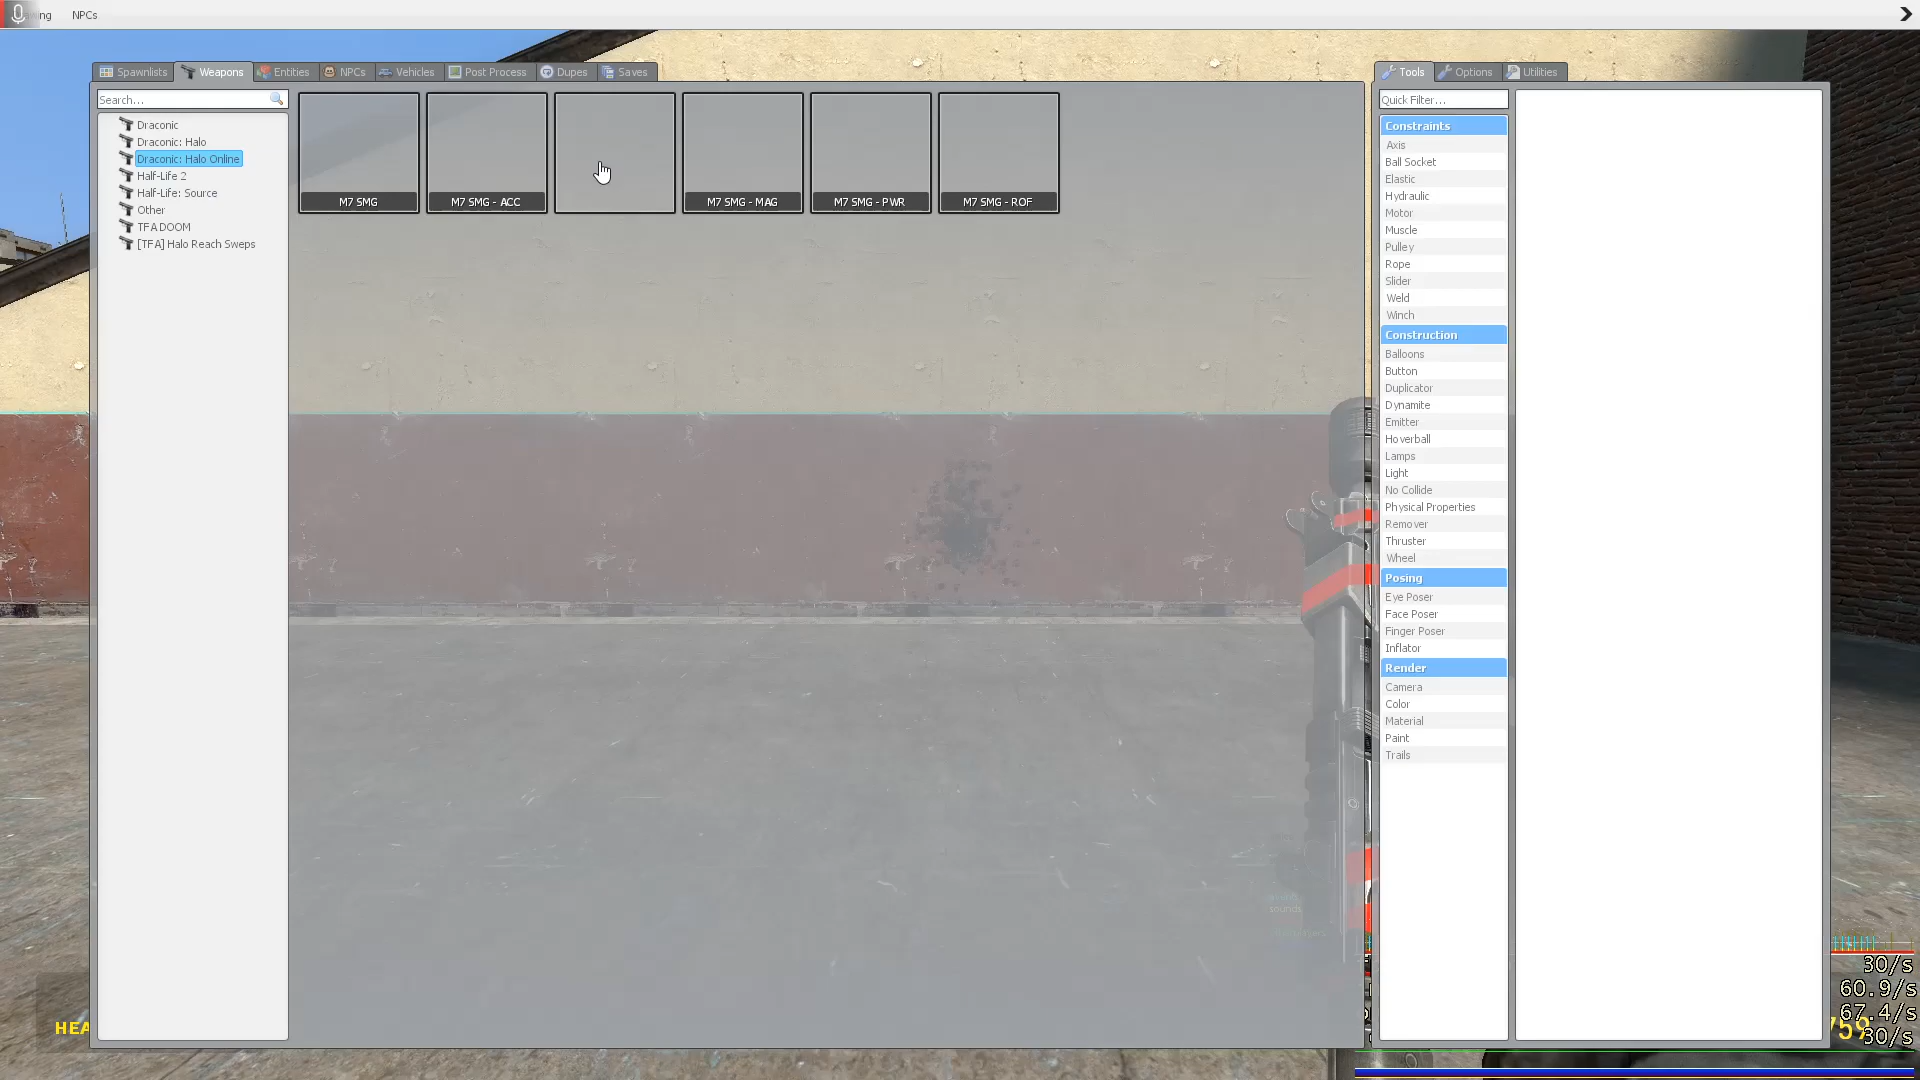 NPCs
Spawnlists
Weapons
Entities
NPCs
Vehicles
Post Process
Dupes
Saves
Search...
Draconic
Draconic: Halo
Draconic: Halo Online
Half-Life 2
Half-Life: Source
Other
TFA DOOM
[TFA] Halo Reach Sweps
M7 SMG
M7 SMG - ACC
M7 SMG - MAG
M7 SMG - PWR
M7 SMG - ROF
Tools
Options
Utilities
Quick Filter...
Constraints
Axis
Ball Socket
Elastic
Hydraulic
Motor
Muscle
Pulley
Rope
Slider
Weld
Winch
Construction
Balloons
Button
Duplicator
Dynamite
Emitter
Hoverball
Lamps
Light
No Collide
Physical Properties
Remover
Thruster
Wheel
Posing
Eye Poser
Face Poser
Finger Poser
Inflator
Render
Camera
Color
Material
Paint
Trails
sounds
HEA
30/s
60.9/s
67.4/s
30/s